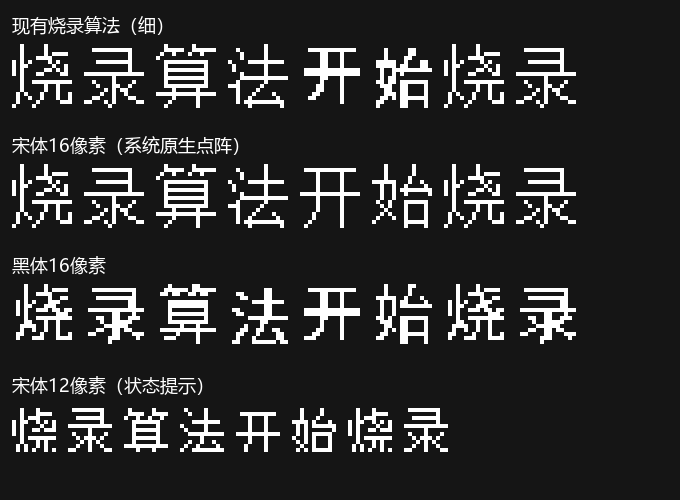 现有烧录算法（细）
烧录算法开始烧录
宋体16像素（系统原生点阵）
烧录算法开始烧录
黑体16像素
烧录算法开始烧录
宋体12像素（状态提示）
烧录算法开始烧录